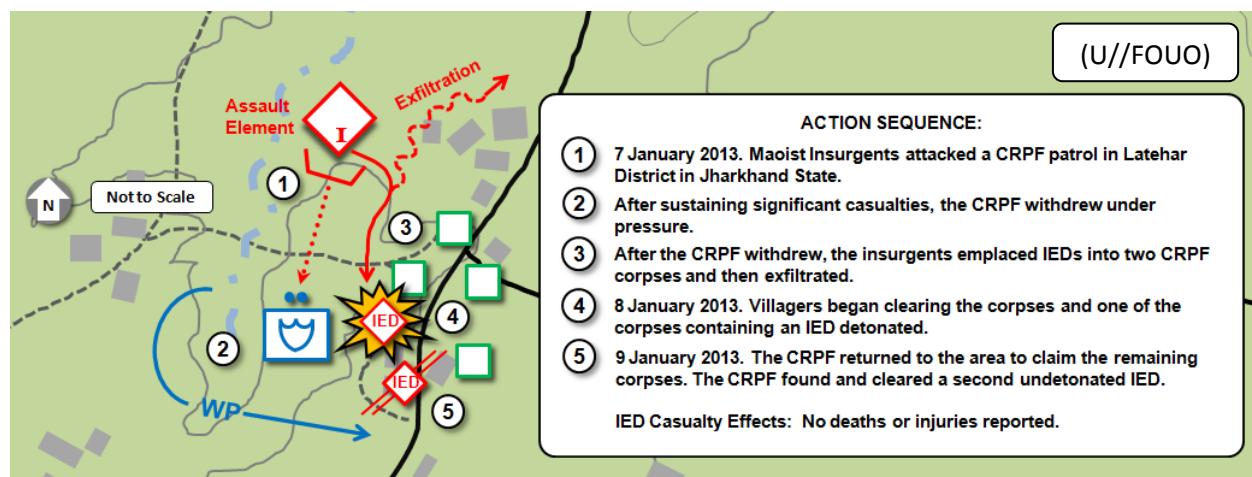 (U//FOUO)
Assault
Element
I
Exfiltration
N
Not to Scale
1
3
IED
4
2
IED
WP
5
ACTION SEQUENCE:
1 7 January 2013. Maoist Insurgents attacked a CRPF patrol in Latehar
District in Jharkhand State.
2 After sustaining significant casualties, the CRPF withdrew under
pressure.
3 After the CRPF withdrew, the insurgents emplaced IEDs into two CRPF
corpses and then exfiltrated.
4 8 January 2013. Villagers began clearing the corpses and one of the
corpses containing an IED detonated.
5 9 January 2013. The CRPF returned to the area to claim the remaining
corpses. The CRPF found and cleared a second undetonated IED.
IED Casualty Effects: No deaths or injuries reported.